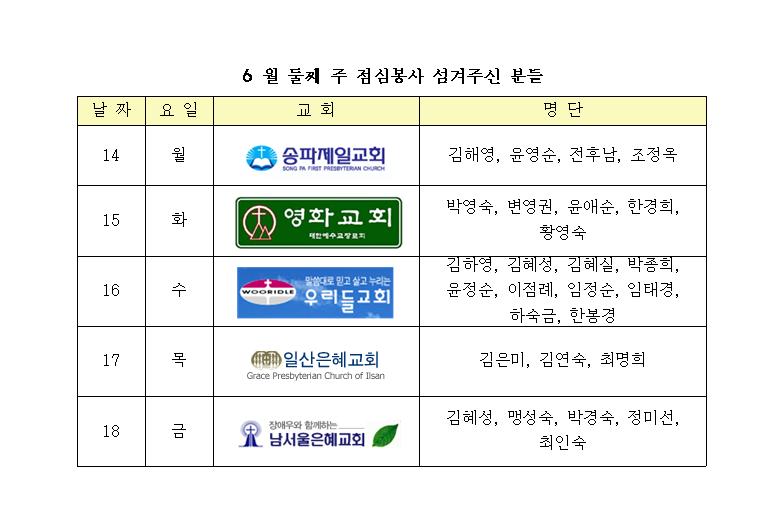 6 월 둘째 주 점심봉사 섬겨주신 분들
날 짜 요 일 교 회 명 단
14 월 송파제일교회 김해영, 윤영순, 전후남, 조정옥
SONG PA FIRST PRESBYTERIAN CHURCH
15 화 영화교회 박영숙, 변영권, 윤애순, 한경희,
대한예수교장로회 황영숙
16 수 WOORIDLE 말씀대로 믿고 살고 누리는 김하영, 김혜성, 김혜실, 박종희,
우리들교회 윤정순, 이점례, 임정순, 임태경,
하숙금, 한봉경
17 목 일산은혜교회 김은미, 김연숙, 최명희
Grace Presbyterian Church of Ilsan
18 금 장애우와 함께하는 김혜성, 맹성숙, 박경숙, 정미선,
남서울은혜교회 최인숙